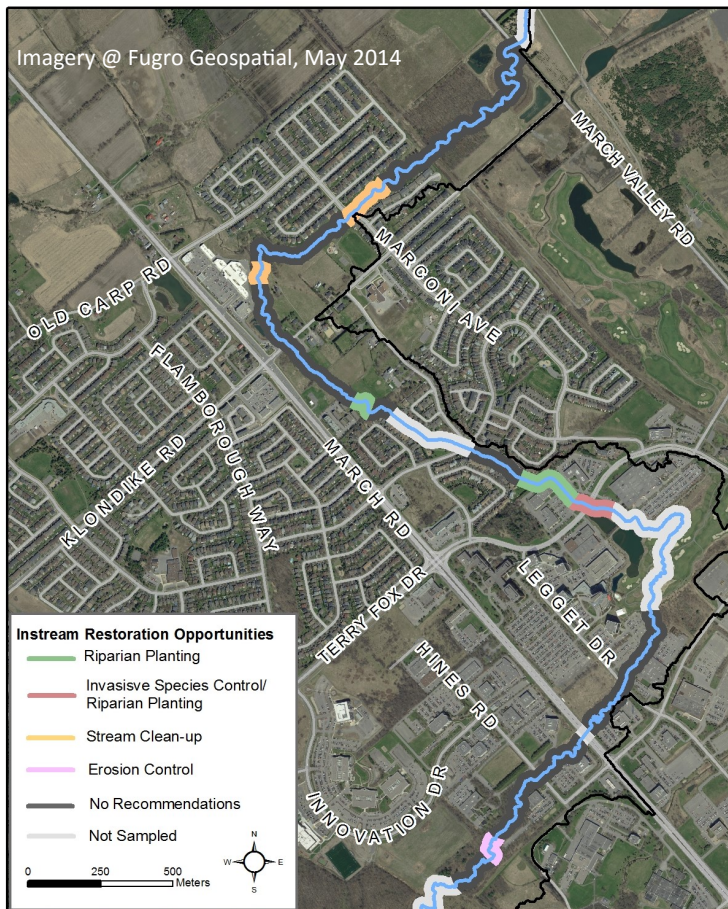 Imagery @ Fugro Geospatial, May 2014
MARCH VALLEY RD
MARCONI AVE
OLD CARP RD
FLAMBOROUGH WAY
KLONDIKE RD
MARCH RD
LEGGET DR
TERRY FOX DR
HINES RD
INNOVATION DR
Instream Restoration Opportunities
Riparian Planting
Invasisve Species Control/
Riparian Planting
Stream Clean-up
Erosion Control
No Recommendations
Not Sampled
N
W E
S
0 250 500
Meters